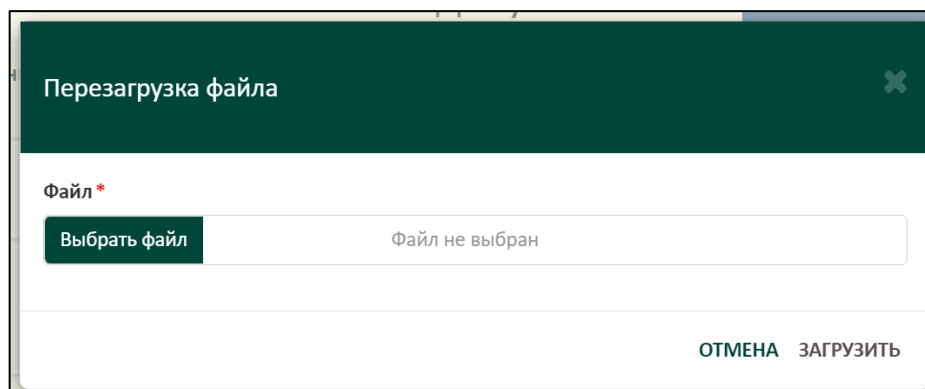 Перезагрузка файла
Файл *
Выбрать файл Файл не выбран
ОТМЕНА ЗАГРУЗИТЬ